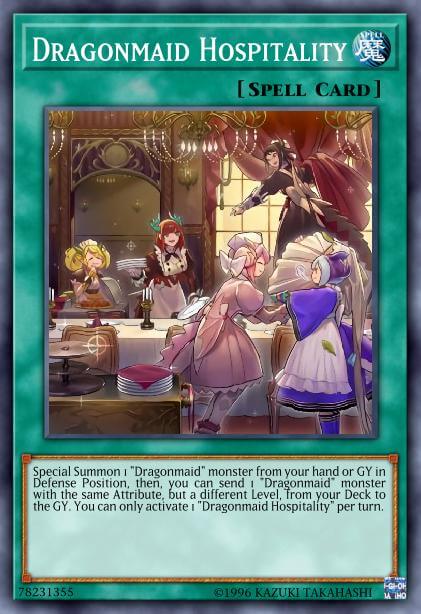 DRAGONMAID HOSPITALITY
SPELL
魔
[SPELL CARD]
Special Summon 1 "Dragonmaid" monster from your hand or GY in
Defense Position, then, you can send 1 "Dragonmaid" monster
with the same Attribute, but a different Level, from your Deck to
the GY. You can only activate 1 "Dragonmaid Hospitality" per turn.
78231355
©1996 KAZUKI TAKAHASHI